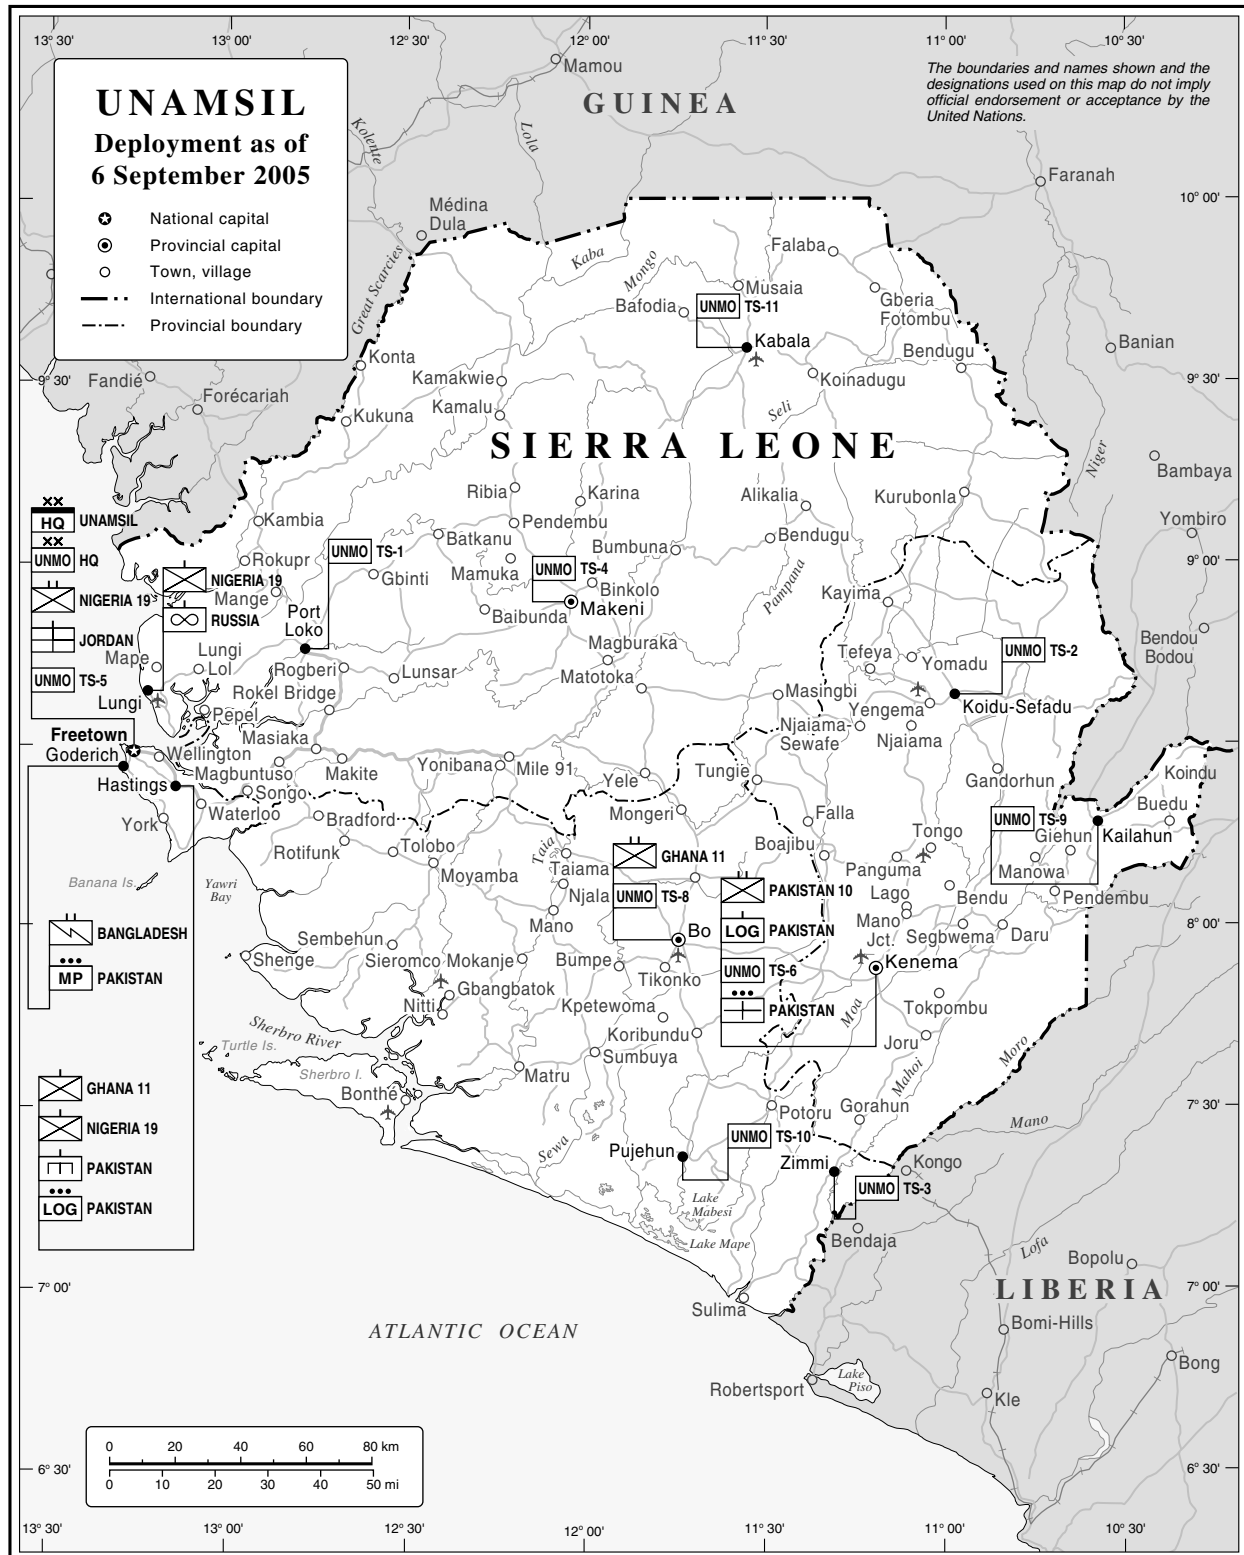 13° 30'
12° 30'
12° 00'
11° 30'
11° 00'
10° 30'
UNAMSIL
Deployment as of
6 September 2005
National capital
Provincial capital
Town, village
International boundary
Provincial boundary
The boundaries and names shown and the
designations used on this map do not imply
official endorsement or acceptance by the
United Nations.
Mamou
GUINEA
Kolente
Lola
Faranah
10° 00'
Médina
Dula
Great Scarcies
Kaba
Mongo
Falaba
Musaia
Bafodia
UNMO TS-11
Gberia
Fotombu
Kabala
Bendugu
Banian
Konta
Koinadugu
Fandié
9° 30'
9° 30'
Forécariah
Kamakwie
Kamalu
Kukuna
Seli
SIERRA LEONE
Niger
Bambaya
Ribia
Karina
Alikalia
Kurubonla
XX
HQ UNAMSIL
XX
UNMO HQ
NIGERIA 19
JORDAN
UNMO TS-5
Kambia
Pendembu
Yombiro
Batkanu
Bumbuna
Bendugu
UNMO TS-1
Rokupr
Mamuka
UNMO TS-4
9° 00'
NIGERIA 19
RUSSIA
Mange
Gbinti
Binkolo
Makeni
Baibunda
Pampana
Kayima
Port
Loko
Magburaka
Bendou
Bodou
Lungi
Lol
Mape
Rogberi
Lunsar
Matotoka
Tefeya
Yomadu
UNMO TS-2
Lungi
Rokel Bridge
Pepel
Masingbi
Yengema
Koidu-Sefadu
Njaima-
Sewafe
Njaiama
Freetown
Goderich
Wellington
Masiaka
Makite
Yonibana
Mile 91
Yele
Tungie
Gandorhun
Koindu
Hastings
Magbuntuso
Songo
Waterloo
York
Bradford
Mongeri
Falla
UNMO TS-9
Buedu
Giehun
Kailahun
Rotifunk
Tolobo
Taia
Boajibu
Tongo
Panguma
Manowa
Banana Is.
Yawri
Bay
Moyamba
Taiama
GHANA 11
UNMO TS-8
PAKISTAN 10
LOG PAKISTAN
UNMO TS-6
PAKISTAN
Njala
Lago
Bendu
Pendembu
Mano
Mano
Jct.
Segbwema
Daru
8° 00'
BANGLADESH
MP PAKISTAN
Bo
Sembehun
Shenge
Sieromco
Mokanje
Bumpe
Tikonko
Kenema
Gbangbatok
Nitti
Kpetewoma
Koribundu
Moa
Tokpombu
Sherbro River
Turtle Is.
Sherbro I.
Sumbuya
Joru
Moro
Matru
Mahoi
GHANA 11
NIGERIA 19
PAKISTAN
LOG PAKISTAN
Bonthé
Potoru
Gorahun
7° 30'
Mano
Sewa
Pujehun
UNMO TS-10
Zimmi
Kongo
UNMO TS-3
Lake
Mabesi
Lake Mape
Bendaja
Lofa
Bopolu
7° 00'
7° 00'
Sulima
LIBERIA
ATLANTIC OCEAN
Bomi-Hills
Bong
Lake
Piso
Robertsport
Kle
0 20 40 60 80 km
0 10 20 30 40 50 mi
6° 30'
6° 30'
13° 30'
13° 00'
12° 30'
12° 00'
11° 30'
11° 00'
10° 30'
13° 00'